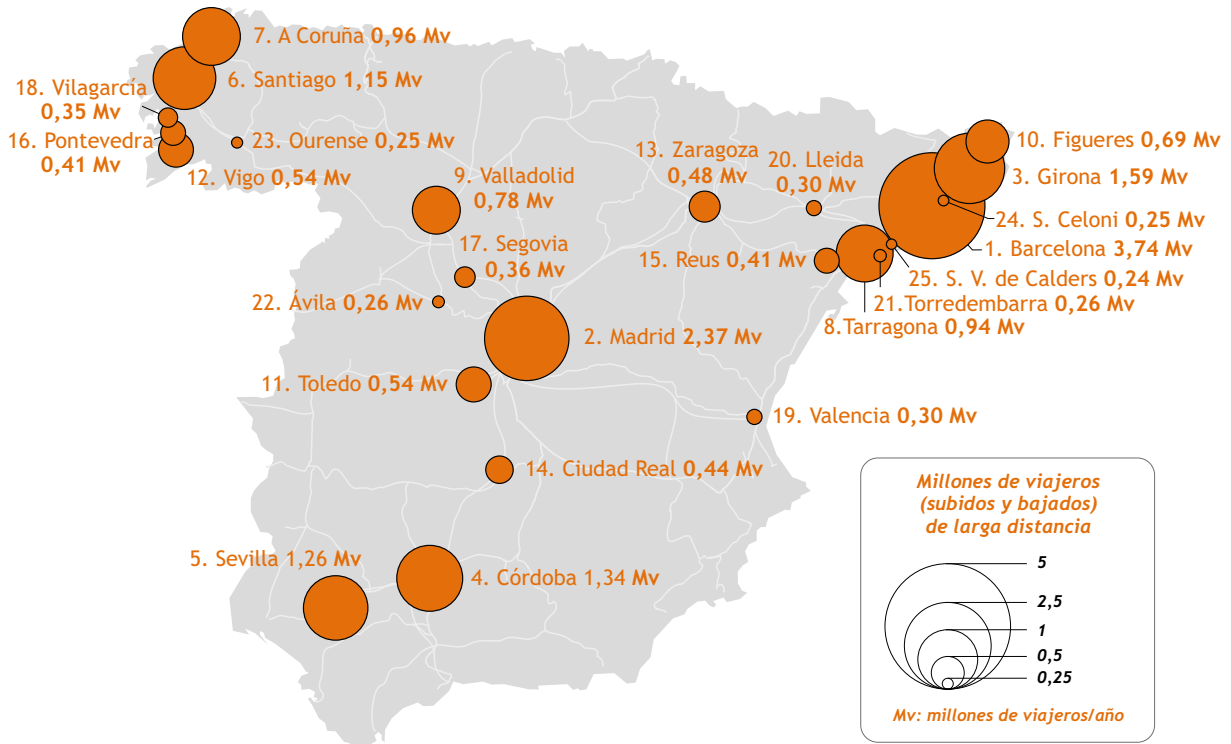 7. A Coruña 0,96 Mv
6. Santiago 1,15 Mv
18. Vilagarcía
0,35 Mv
16. Pontevedra
0,41 Mv
23. Ourense 0,25 Mv
12. Vigo 0,54 Mv
9. Valladolid
0,78 Mv
17. Segovia
0,36 Mv
22. Ávila 0,26 Mv
13. Zaragoza
0,48 Mv
20. Lleida
0,30 Mv
10. Figueres 0,69 Mv
3. Girona 1,59 Mv
24. S. Celoni 0,25 Mv
1. Barcelona 3,74 Mv
15. Reus 0,41 Mv
25. S. V. de Calders 0,24 Mv
21.Torredembarra 0,26 Mv
8.Tarragona 0,94 Mv
2. Madrid 2,37 Mv
11. Toledo 0,54 Mv
19. Valencia 0,30 Mv
14. Ciudad Real 0,44 Mv
5. Sevilla 1,26 Mv
4. Córdoba 1,34 Mv
Millones de viajeros
(subidos y bajados)
de larga distancia
5
2,5
1
0,5
0,25
Mv: millones de viajeros/año